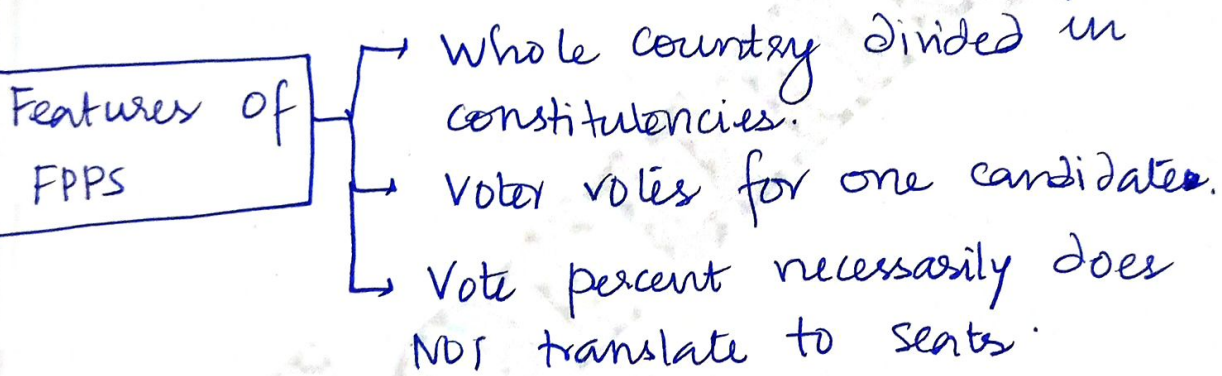 Features of
FPPS
Whole country divided in
constitulencies.
Voter votes for one candidate.
Vote percent necessarily does
NOT translate to seats.